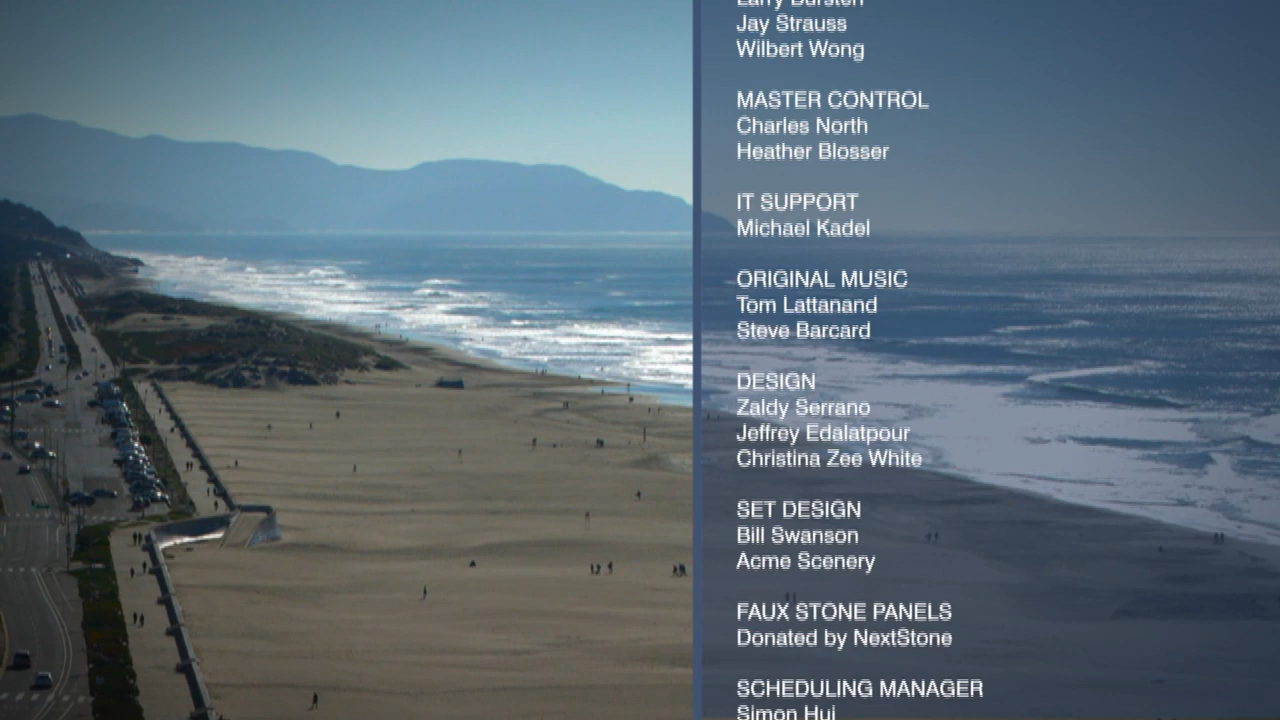 Larry Bursten
Jay Strauss
Wilbert Wong
MASTER CONTROL
Charles North
Heather Blosser
IT SUPPORT
Michael Kadel
ORIGINAL MUSIC
Tom Lattanand
Steve Barcard
DESIGN
Zaldy Serrano
Jeffrey Edalatpour
Christina Zee White
SET DESIGN
Bill Swanson
Acme Scenery
FAUX STONE PANELS
Donated by NextStone
SCHEDULING MANAGER
Simon Hui